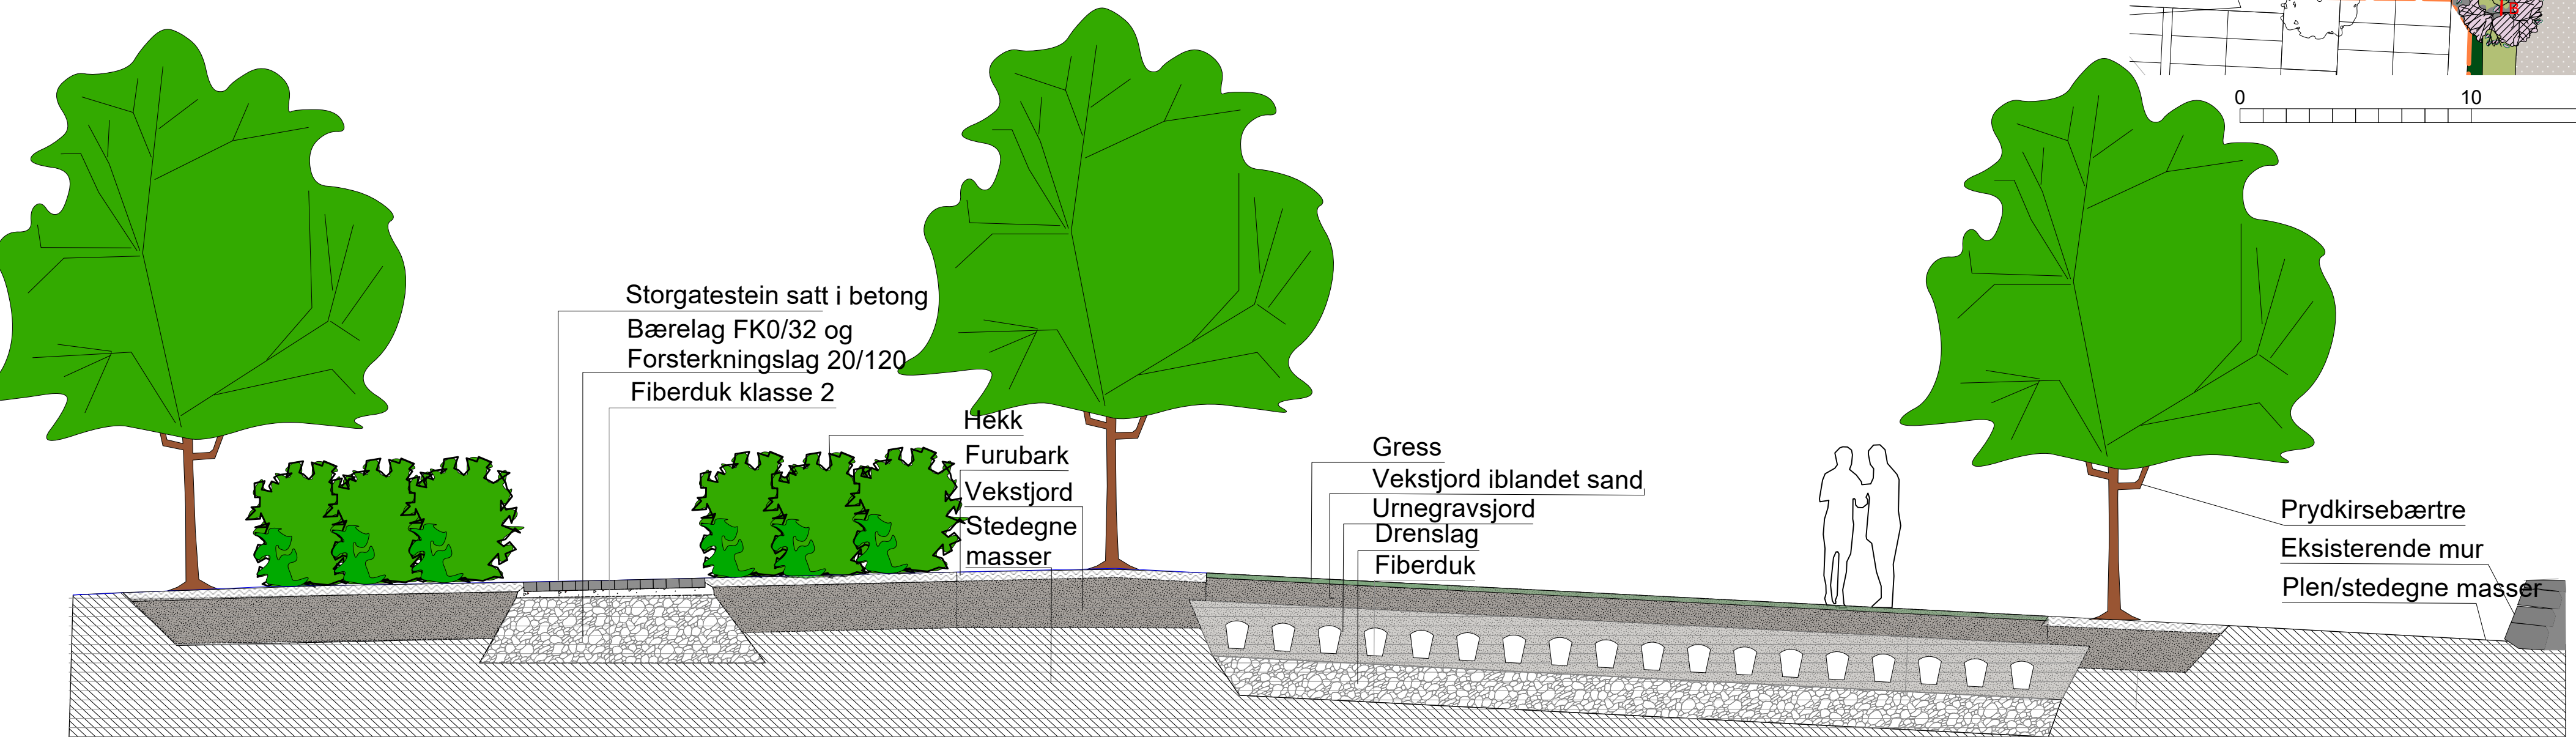 0 10
Storgatestein satt i betong
Bærelag FK0/32 og
Forsterkningslag 20/120
Fiberduk klasse 2
Hekk
Furubark
Vekstjord
Stedegne
masser
Gress
Vekstjord iblandet sand
Urnegravsjord
Drenslag
Fiberduk
Prydkirsebærtre
Eksisterende mur
Plen/stedegne masser